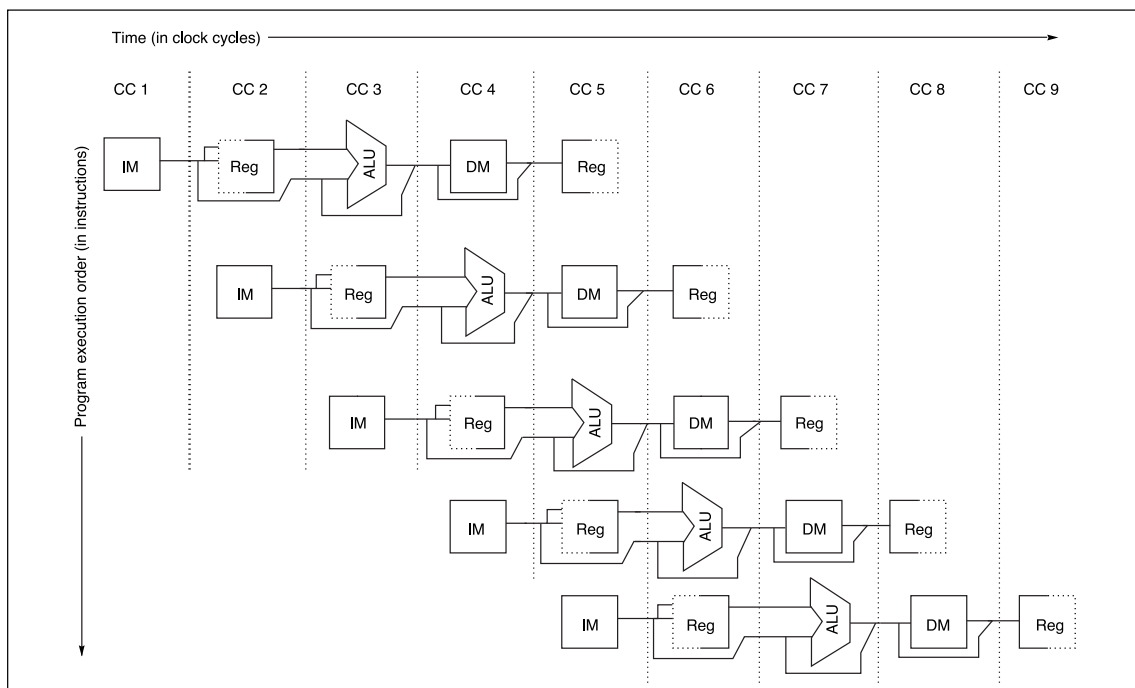 Time (in clock cycles)
CC 1 CC 2 CC 3 CC 4 CC 5 CC 6 CC 7 CC 8 CC 9
Program execution order (in instructions)
IM Reg ALU DM Reg
IM Reg ALU DM Reg
IM Reg ALU DM Reg
IM Reg ALU DM Reg
IM Reg ALU DM Reg